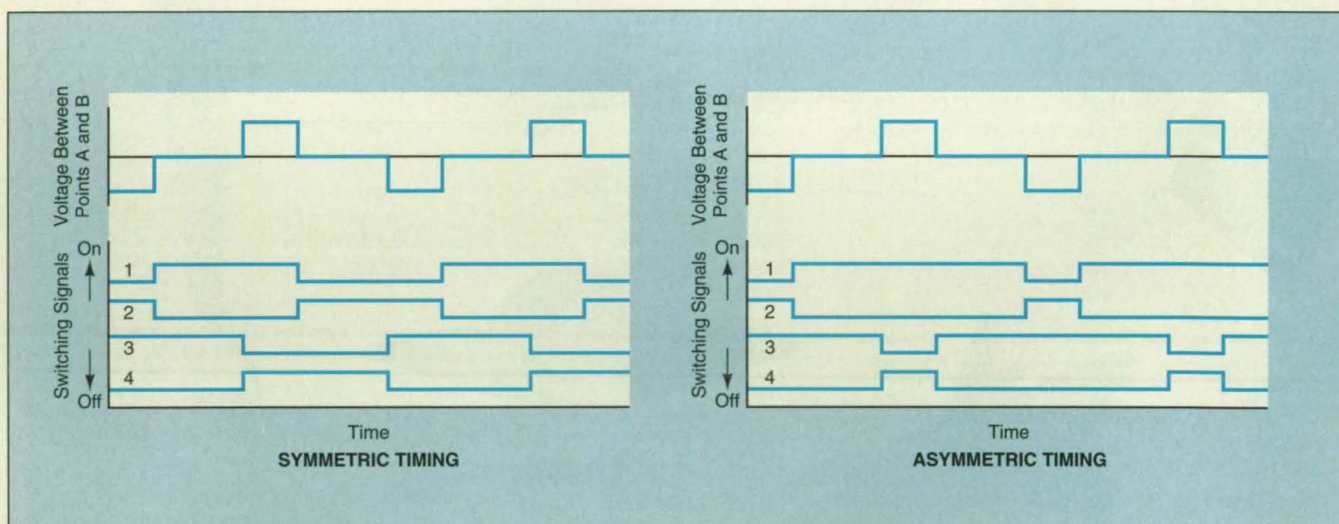 Voltage Between
Points A and B
On
Switching Signals
Off
1
2
3
4
Time
SYMMETRIC TIMING
Voltage Between
Points A and B
On
Switching Signals
Off
1
2
3
4
Time
ASYMMETRIC TIMING